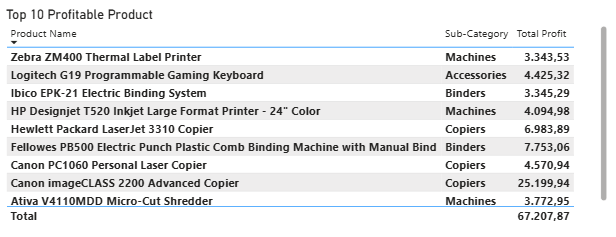 Top 10 Profitable Product
Product Name Sub-Category Total Profit
Zebra ZM400 Thermal Label Printer Machines 3.343,53
Logitech G19 Programmable Gaming Keyboard Accessories 4.425,32
Ibico EPK-21 Electric Binding System Binders 3.345,29
HP Designjet T520 Inkjet Large Format Printer - 24" Color Machines 4.094,98
Hewlett Packard LaserJet 3310 Copier Copiers 6.983,89
Fellowes PB500 Electric Punch Plastic Comb Binding Machine with Manual Bind Binders 7.753,06
Canon PC1060 Personal Laser Copier Copiers 4.570,94
Canon imageCLASS 2200 Advanced Copier Copiers 25.199,94
Ativa V4110MDD Micro-Cut Shredder Machines 3.772,95
Total 67.207,87